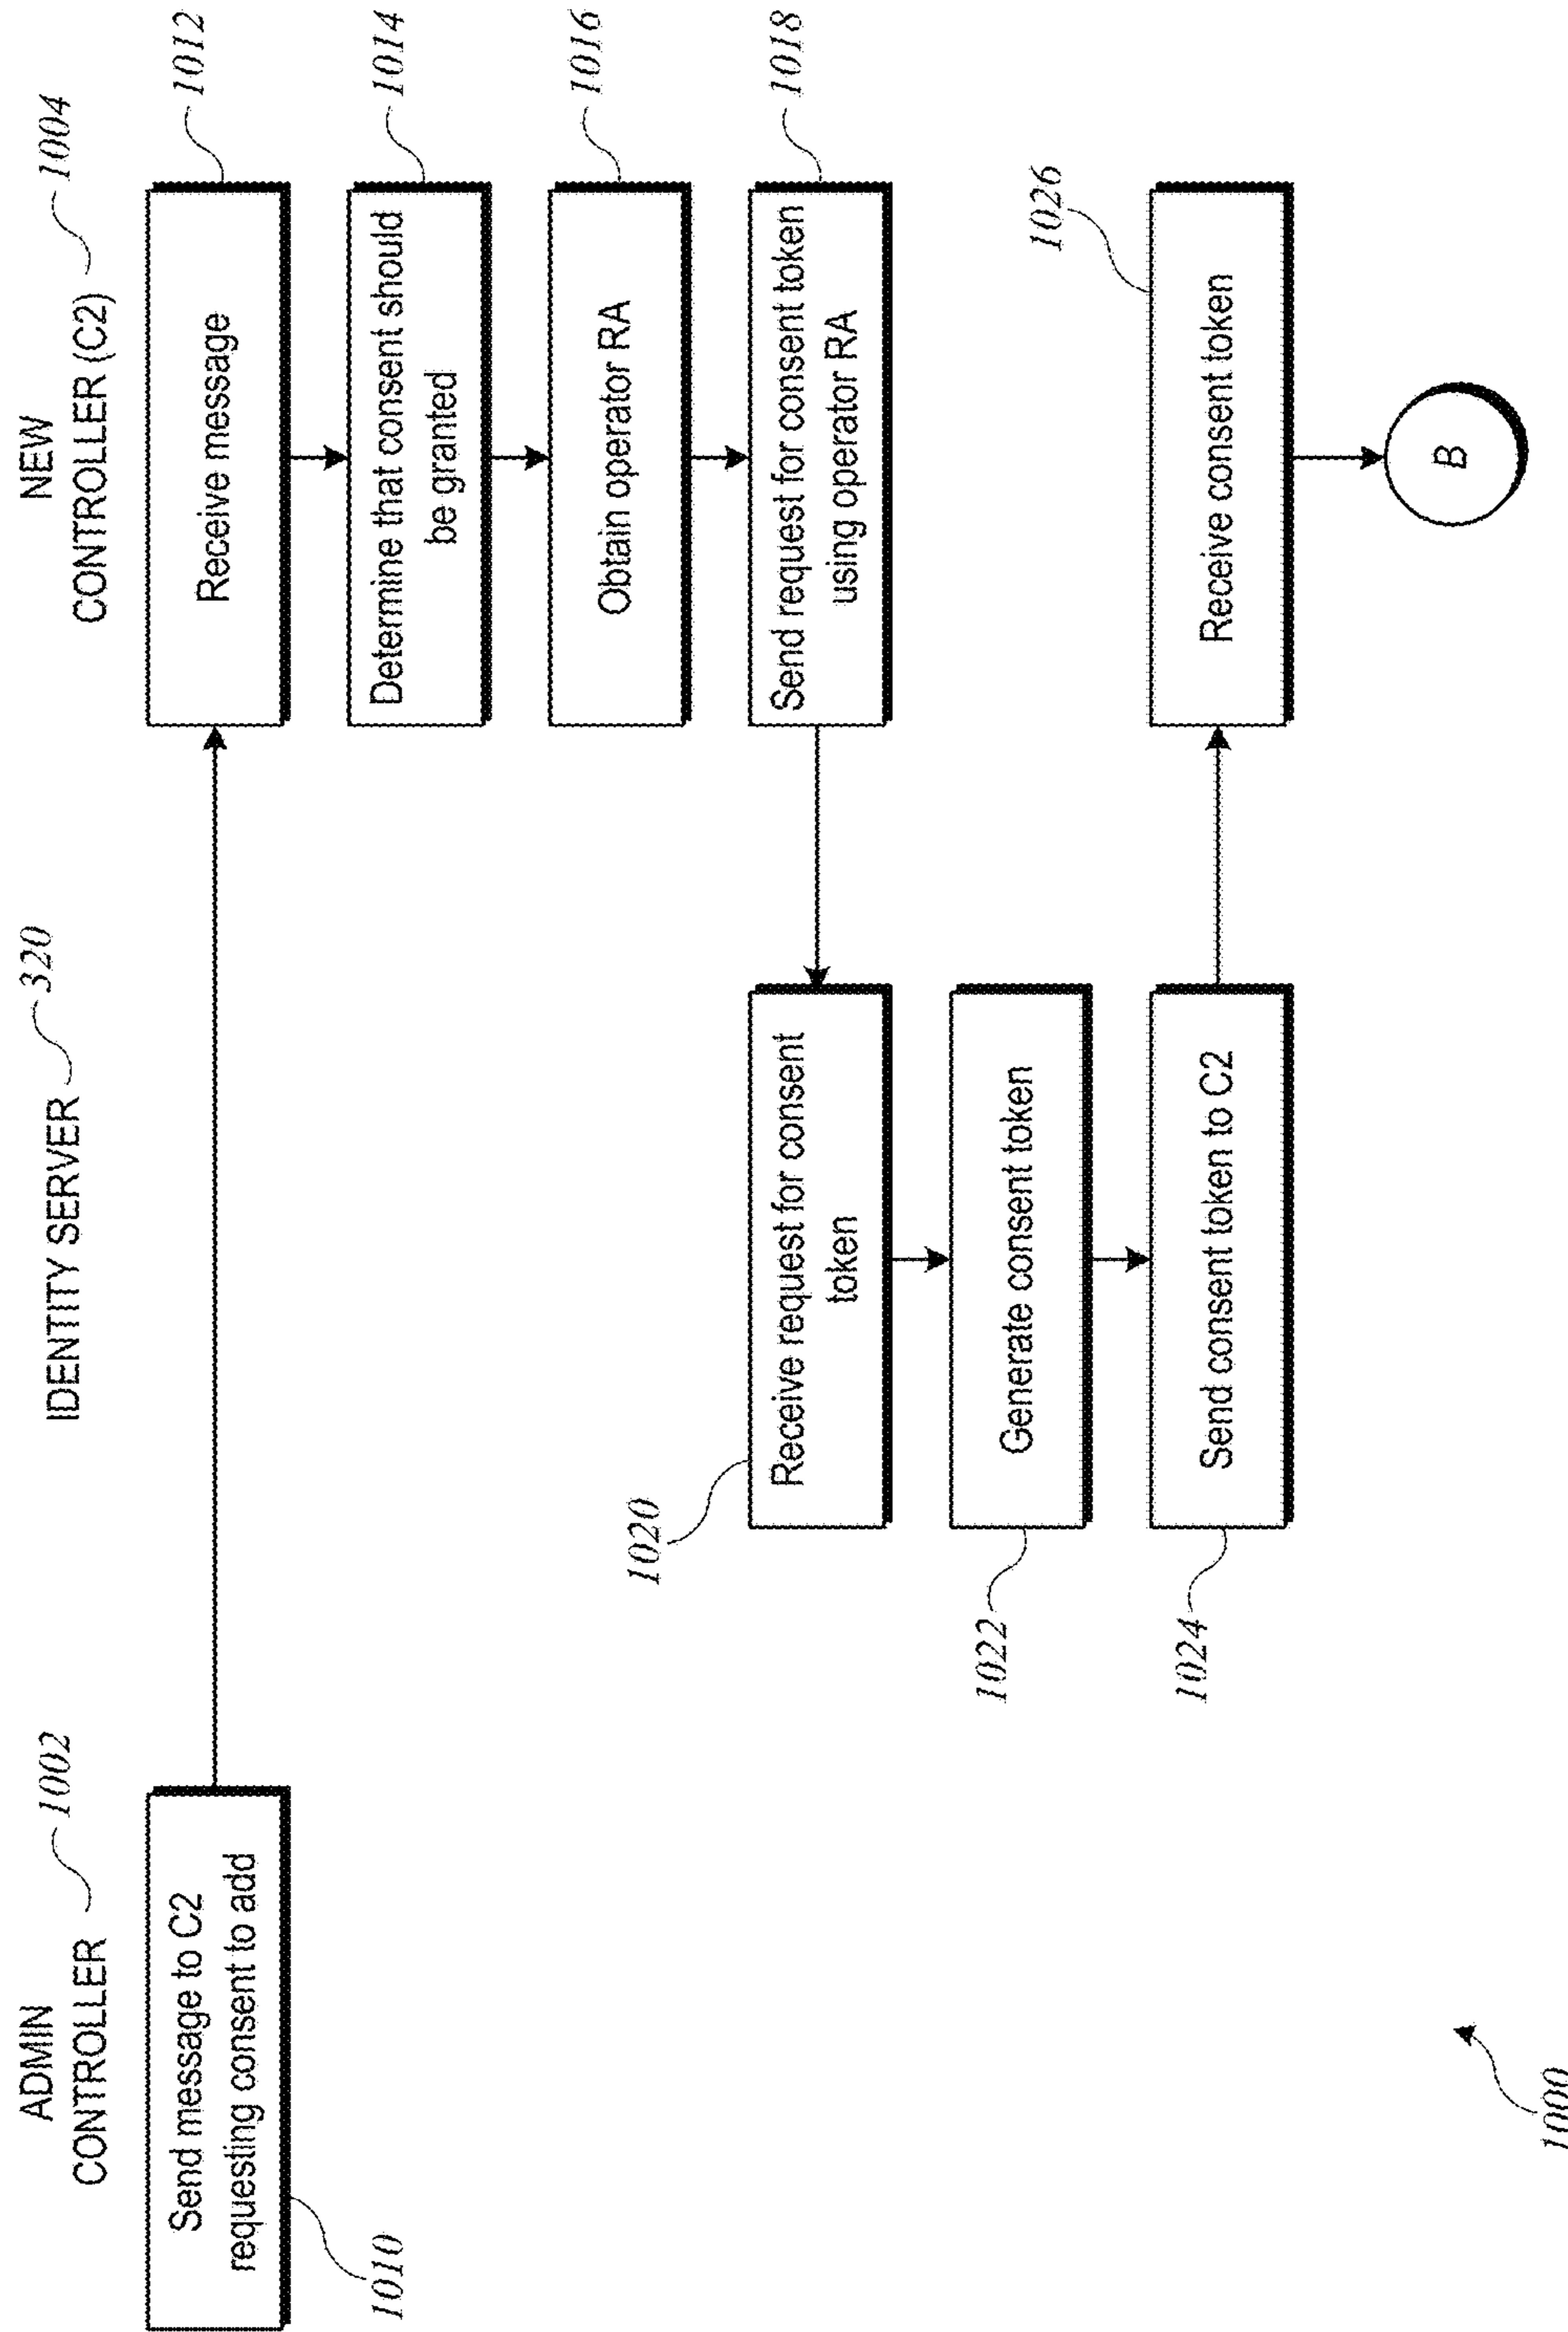 ADMIN
CONTROLLER
1002
IDENTITY SERVER
320
NEW
CONTROLLER (C2)
1004
Send message to C2
requesting consent to add
1010
Receive message
1012
Determine that consent should
be granted
1014
Obtain operator RA
1016
Send request for consent token
using operator RA
1018
Receive request for consent
token
1020
Generate consent token
1022
Send consent token to C2
1024
Receive consent token
1026
B
1000